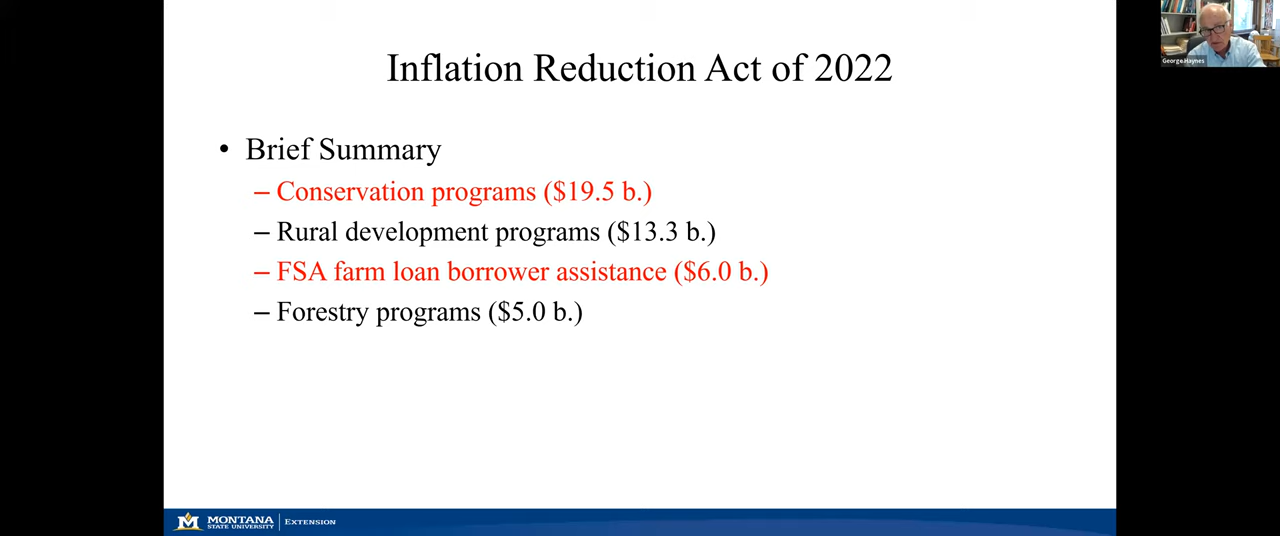 Inflation Reduction Act of 2022
George Haynes
• Brief Summary
– Conservation programs ($19.5 b.)
– Rural development programs ($13.3 b.)
– FSA farm loan borrower assistance ($6.0 b.)
– Forestry programs ($5.0 b.)
MONTANA
STATE UNIVERSITY
EXTENSION